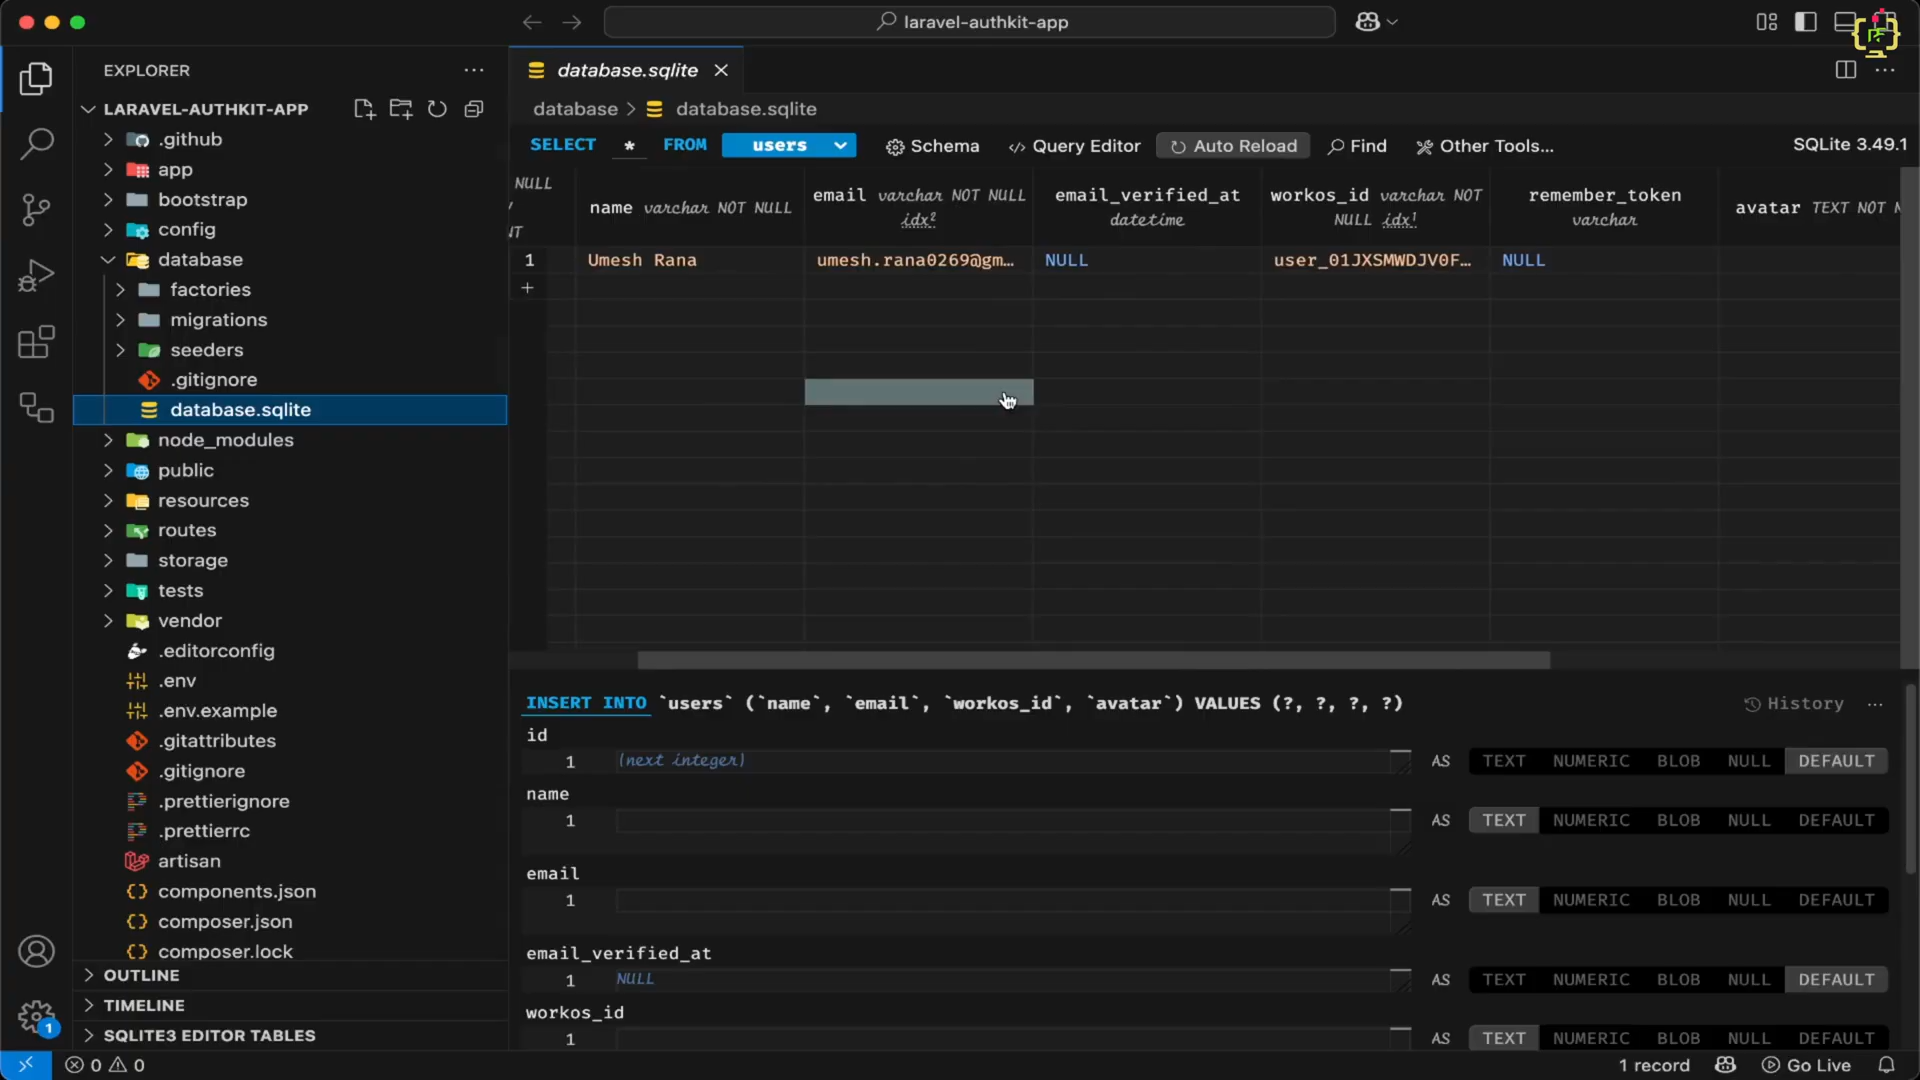 laravel-authkit-app
EXPLORER
LARAVEL-AUTHKIT-APP
.github
app
bootstrap
config
database
factories
migrations
seeders
.gitignore
database.sqlite
node_modules
public
resources
routes
storage
tests
vendor
.editorconfig
.env
.env.example
.gitattributes
.gitignore
.prettierignore
.prettierrc
artisan
components.json
composer.json
composer.lock
OUTLINE
TIMELINE
SQLITE3 EDITOR TABLES
database.sqlite
database > database.sqlite
SELECT * FROM users Schema Query Editor Auto Reload Find Other Tools... SQLite 3.49.1
NULL
name varchar NOT NULL
email varchar NOT NULL idx2
email_verified_at datetime
workos_id varchar NOT NULL idx1
remember_token varchar
avatar TEXT NOT
1 Umesh Rana umesh.rana0269@gm… NULL user_01JXSMWDJV0F… NULL
+
INSERT INTO `users` (`name`, `email`, `workos_id`, `avatar`) VALUES (?, ?, ?, ?) History
id
1 (next integer) AS TEXT NUMERIC BLOB NULL DEFAULT
name
1 AS TEXT NUMERIC BLOB NULL DEFAULT
email
1 AS TEXT NUMERIC BLOB NULL DEFAULT
email_verified_at
1 NULL AS TEXT NUMERIC BLOB NULL DEFAULT
workos_id
1 AS TEXT NUMERIC BLOB NULL DEFAULT
1
0 0
1 record Go Live